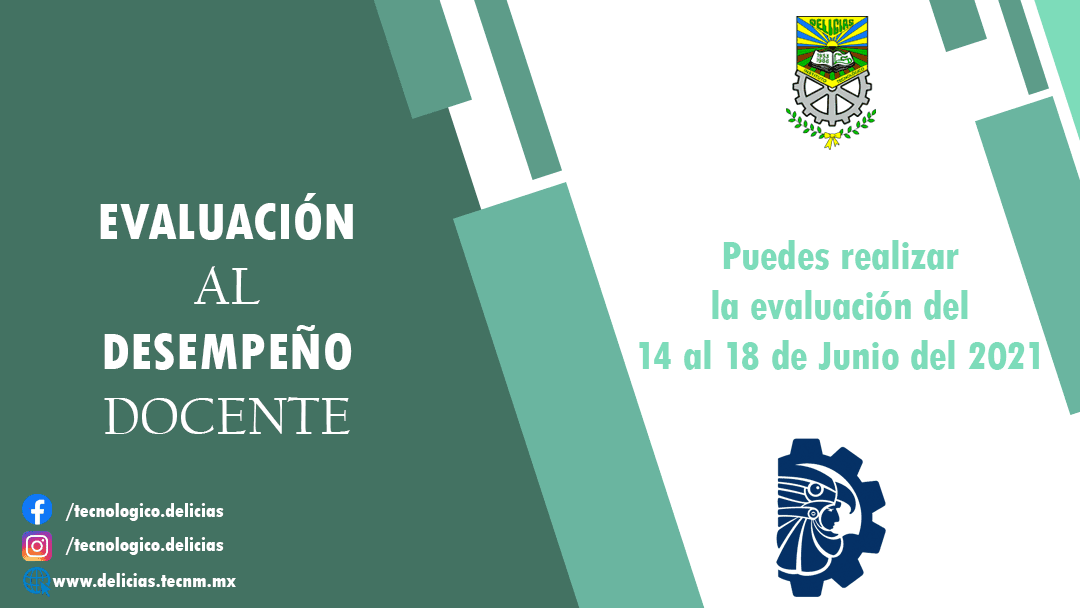 EVALUACIÓN
AL
DESEMPEÑO
DOCENTE
/tecnologico.delicias
/tecnologico.delicias
www.delicias.tecnm.mx
DELICIAS
Puedes realizar
la evaluación del
14 al 18 de Junio del 2021